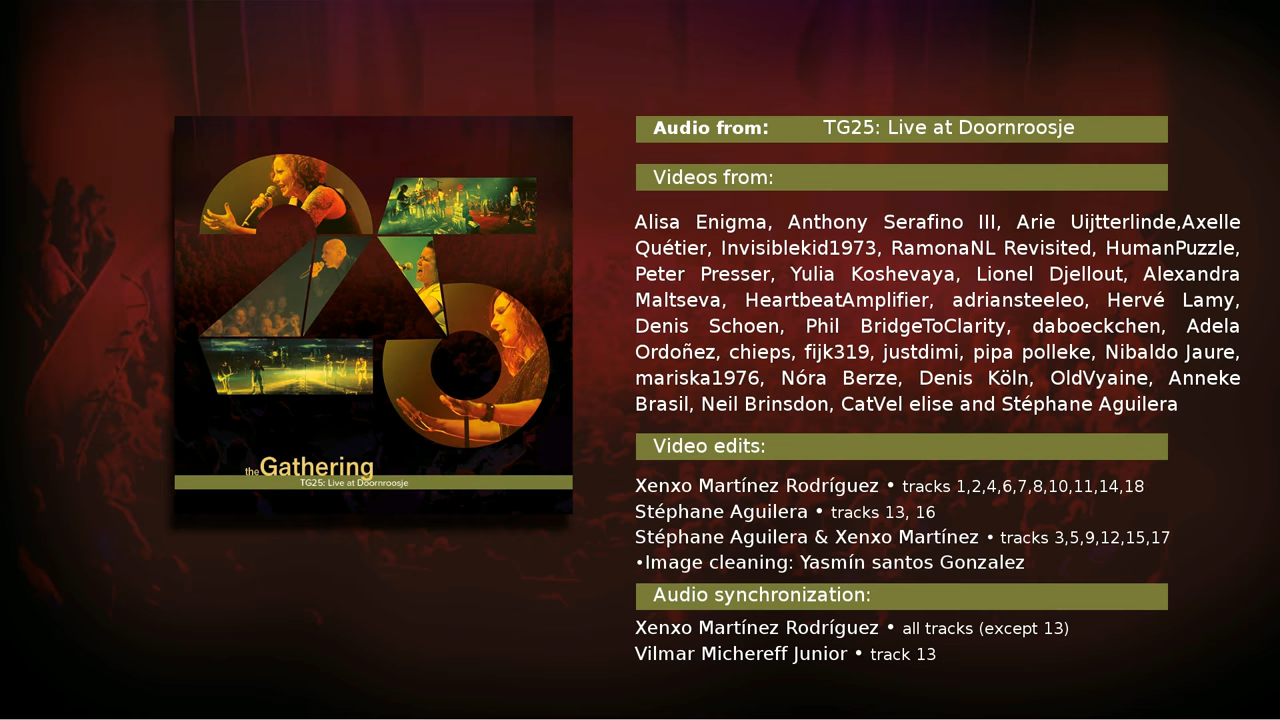 the Gathering
TG25: Live at Doornroosje
Audio from: TG25: Live at Doornroosje
Videos from:
Alisa Enigma, Anthony Serafino III, Arie Uijtterlinde,Axelle
Quétier, Invisiblekid1973, RamonaNL Revisited, HumanPuzzle,
Peter Presser, Yulia Koshevaya, Lionel Djellout, Alexandra
Maltseva, HeartbeatAmplifier, adriansteeleo, Hervé Lamy,
Denis Schoen, Phil BridgeToClarity, daboeckchen, Adela
Ordoñez, chieps, fijk319, justdimi, pipa polleke, Nibaldo Jaure,
mariska1976, Nóra Berze, Denis Köln, OldVyaine, Anneke
Brasil, Neil Brinsdon, CatVel elise and Stéphane Aguilera
Video edits:
Xenxo Martínez Rodríguez • tracks 1,2,4,6,7,8,10,11,14,18
Stéphane Aguilera • tracks 13, 16
Stéphane Aguilera & Xenxo Martínez • tracks 3,5,9,12,15,17
•Image cleaning: Yasmín santos Gonzalez
Audio synchronization:
Xenxo Martínez Rodríguez • all tracks (except 13)
Vilmar Michereff Junior • track 13